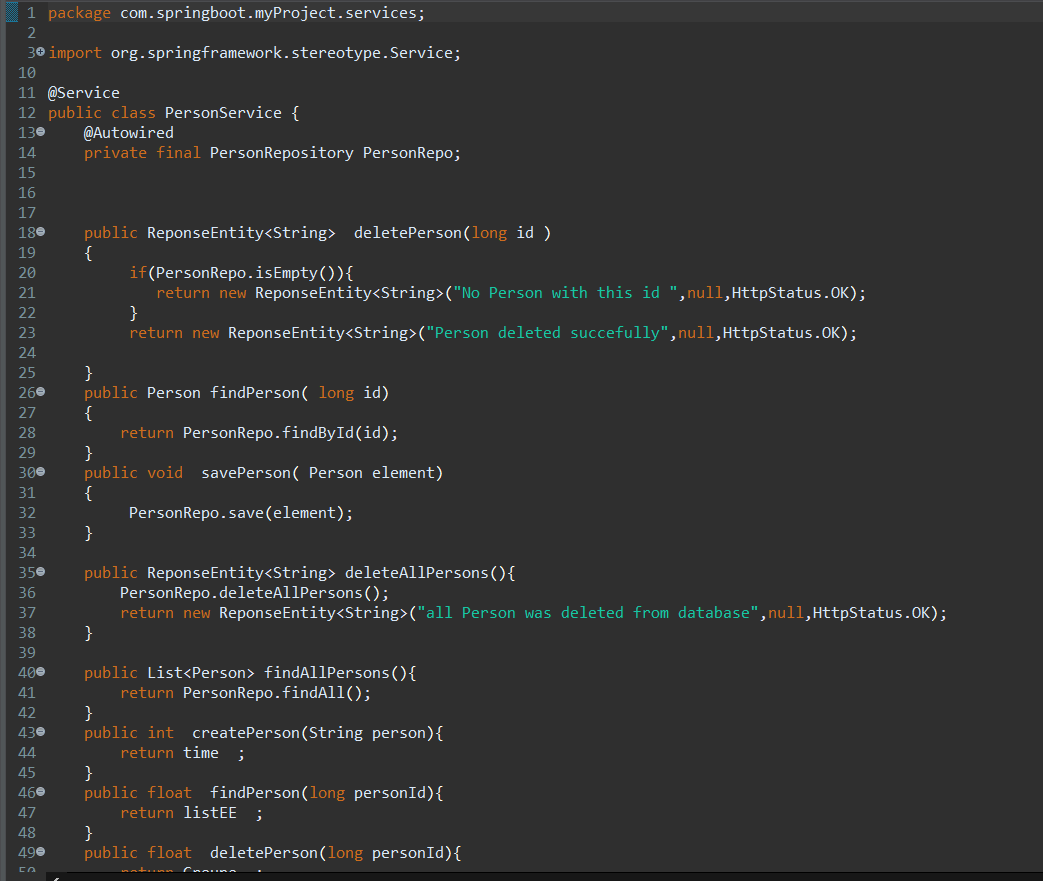 1 package com.springboot.myProject.services;
2
3 import org.springframework.stereotype.Service;
10
11 @Service
12 public class PersonService {
13 @Autowired
14 private final PersonRepository PersonRepo;
15
16
17
18 public ReponseEntity<String>  deletePerson(long id )
19 {
20 if(PersonRepo.isEmpty()){
21 return new ReponseEntity<String>("No Person with this id ",null,HttpStatus.OK);
22 }
23 return new ReponseEntity<String>("Person deleted succefully",null,HttpStatus.OK);
24
25 }
26 public Person findPerson( long id)
27 {
28 return PersonRepo.findById(id);
29 }
30 public void  savePerson( Person element)
31 {
32 PersonRepo.save(element);
33 }
34
35 public ReponseEntity<String> deleteAllPersons(){
36 PersonRepo.deleteAllPersons();
37 return new ReponseEntity<String>("all Person was deleted from database",null,HttpStatus.OK);
38 }
39
40 public List<Person> findAllPersons(){
41 return PersonRepo.findAll();
42 }
43 public int  createPerson(String person){
44 return time  ;
45 }
46 public float  findPerson(long personId){
47 return listEE  ;
48 }
49 public float  deletePerson(long personId){
50 return